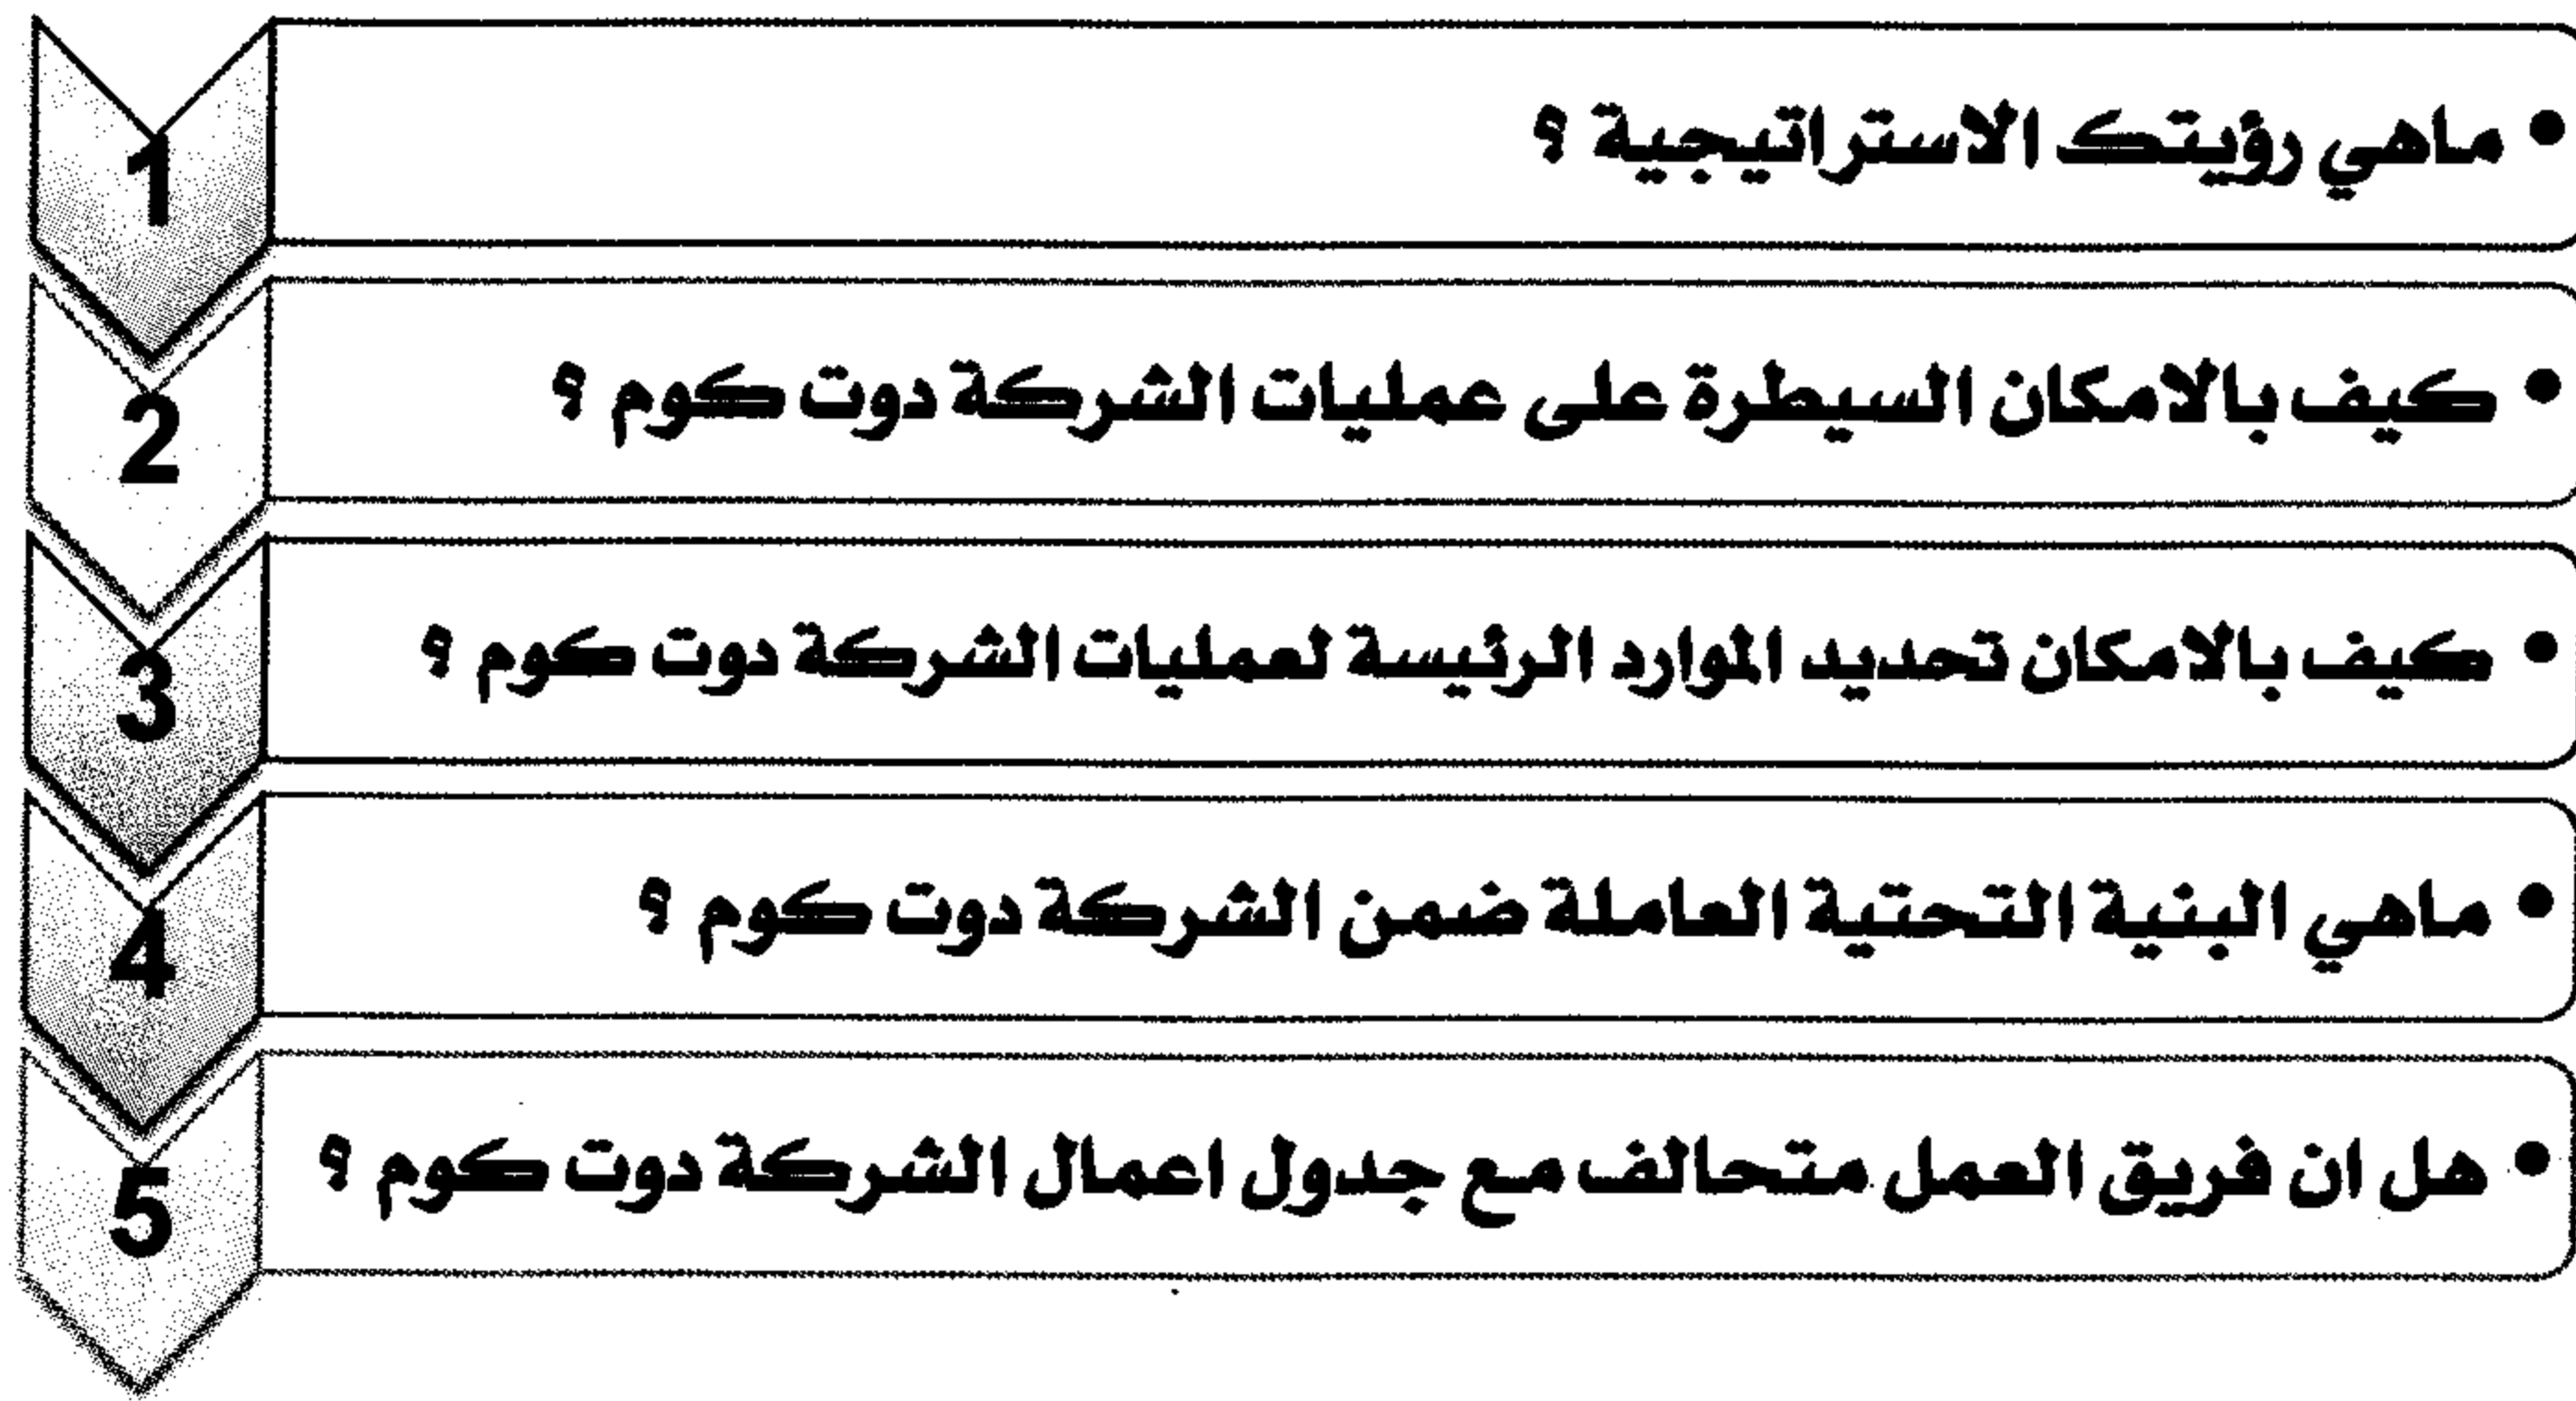 1
• ماهي رؤيتك الاستراتيجية ؟
2
• كيف بالامكان السيطرة على عمليات الشركة دوت كوم ؟
3
• كيف بالامكان تحديد الموارد الرئيسة لعمليات الشركة دوت كوم ؟
4
• ماهي البنية التحتية العاملة ضمن الشركة دوت كوم ؟
5
• هل ان فريق العمل متحالف مع جدول اعمال الشركة دوت كوم ؟